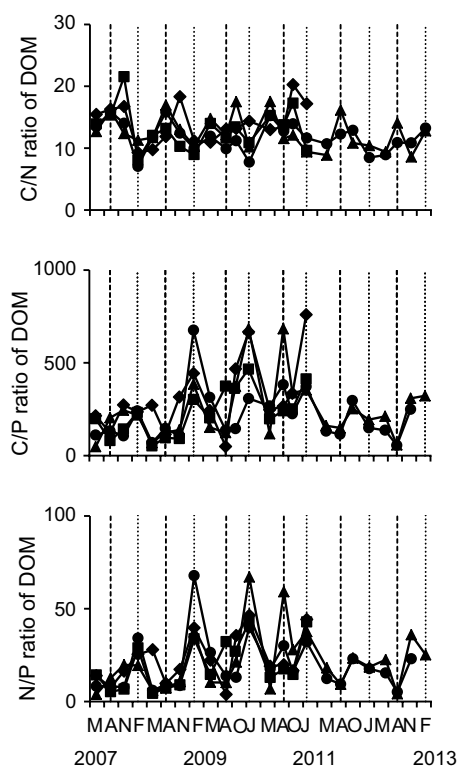 30
20
10
0
C/N ratio of DOM
1000
500
0
C/P ratio of DOM
100
50
0
N/P ratio of DOM
M A N F M A N F M A O J M A O J M A O J M A N F
2007 2009 2011 2013